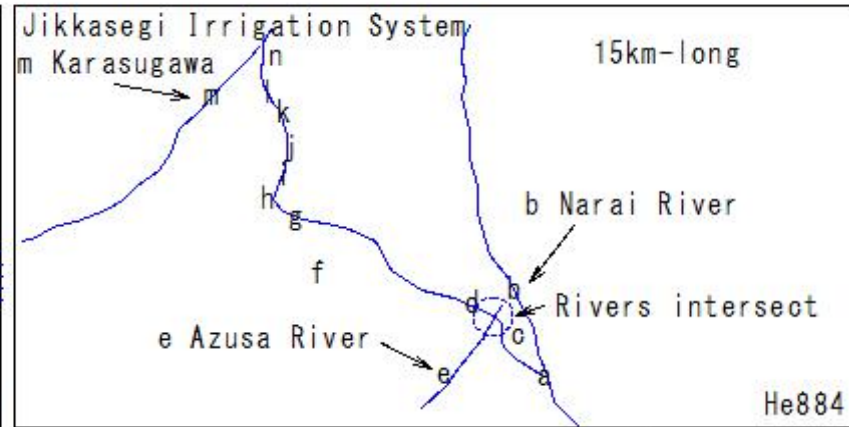 Jikkasegi Irrigation System
15km-long
m Karasugawa
n
m
l
k
j
i
h
g
b Narai River
f
b
d
Rivers intersect
c
e Azusa River
e
a
He884